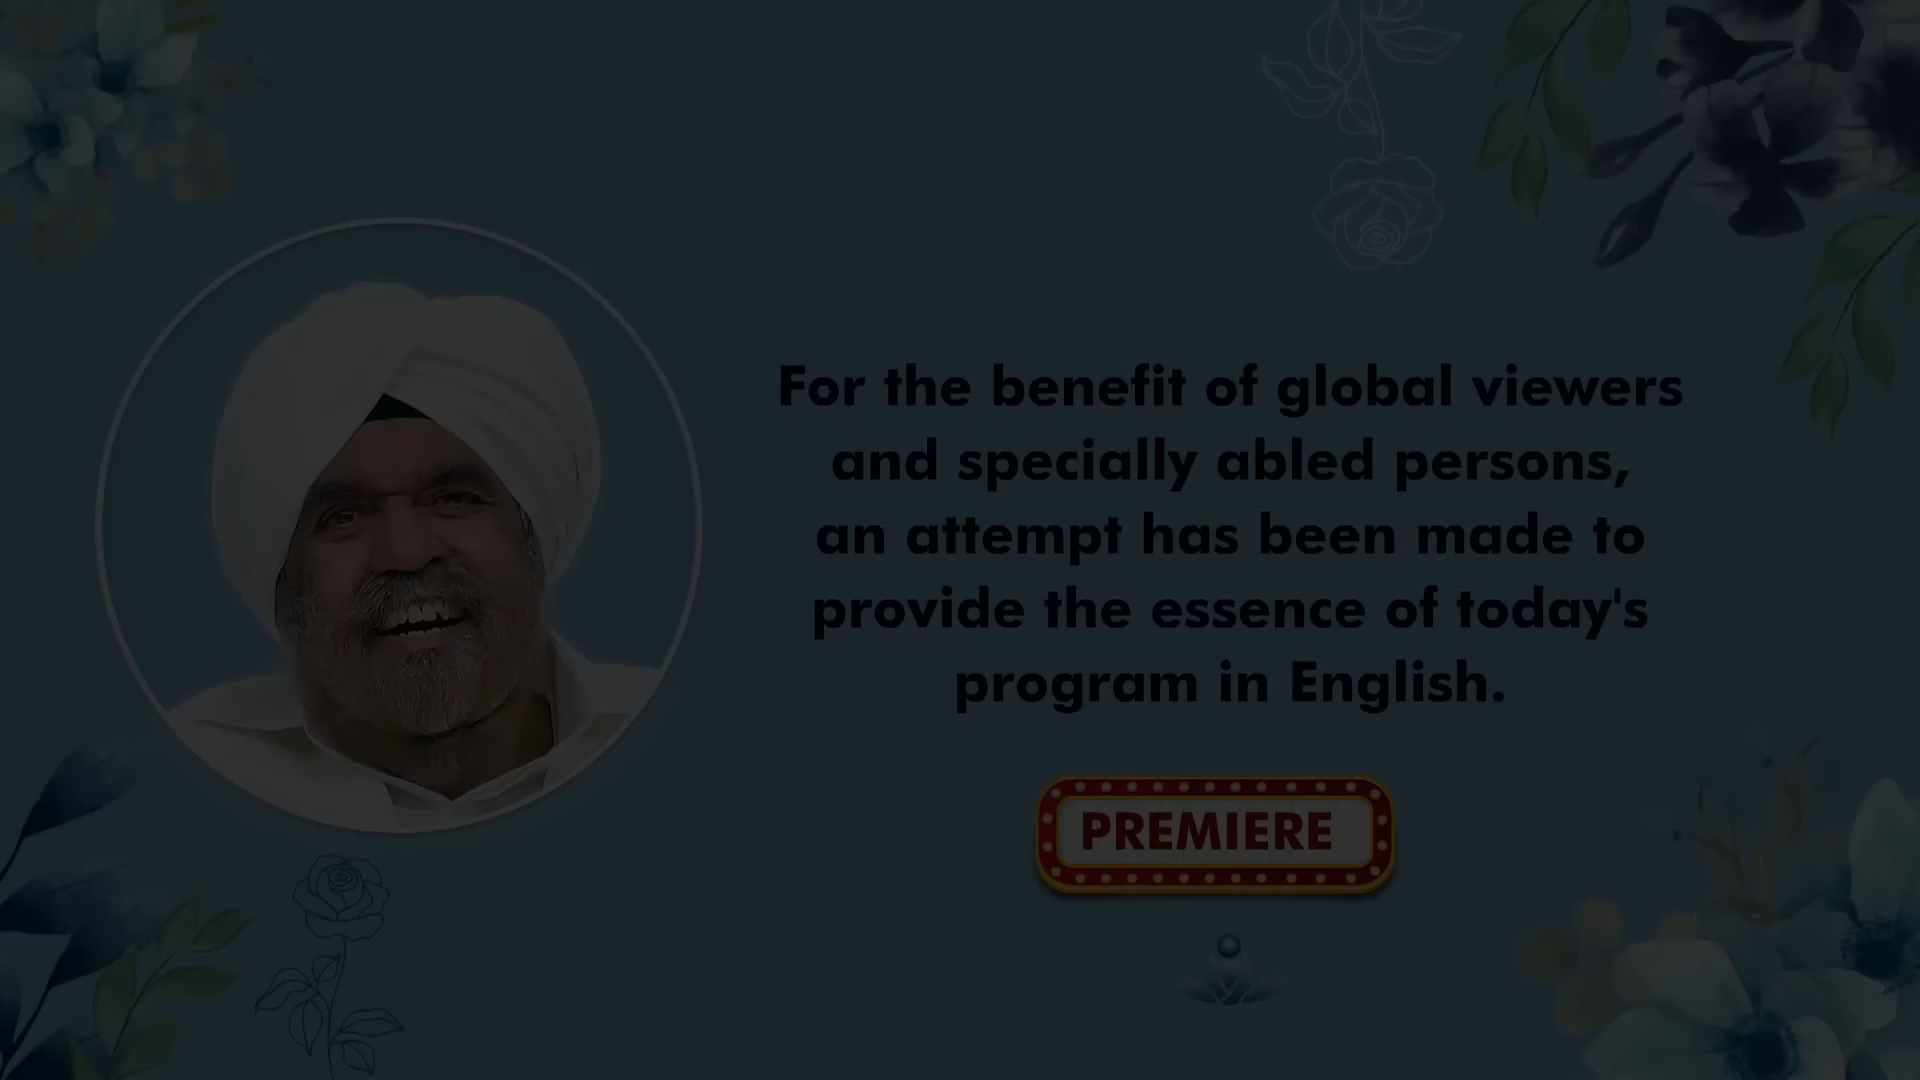 For the benefit of global viewers
and specially abled persons,
an attempt has been made to
provide the essence of today's
program in English.
PREMIERE